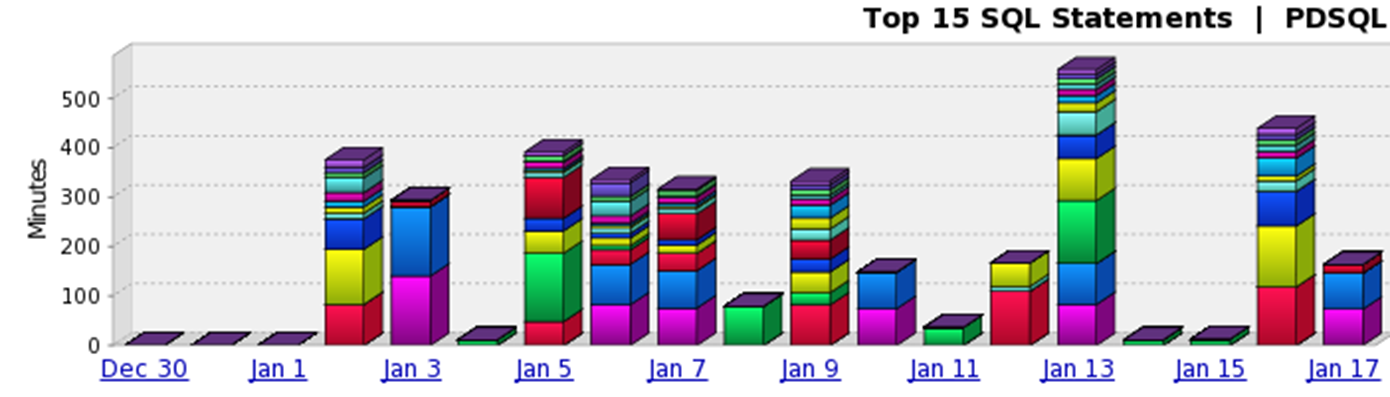 Top 15 SQL Statements | PDSQL
Minutes
500
400
300
200
100
0
Dec 30 Jan 1 Jan 3 Jan 5 Jan 7 Jan 9 Jan 11 Jan 13 Jan 15 Jan 17